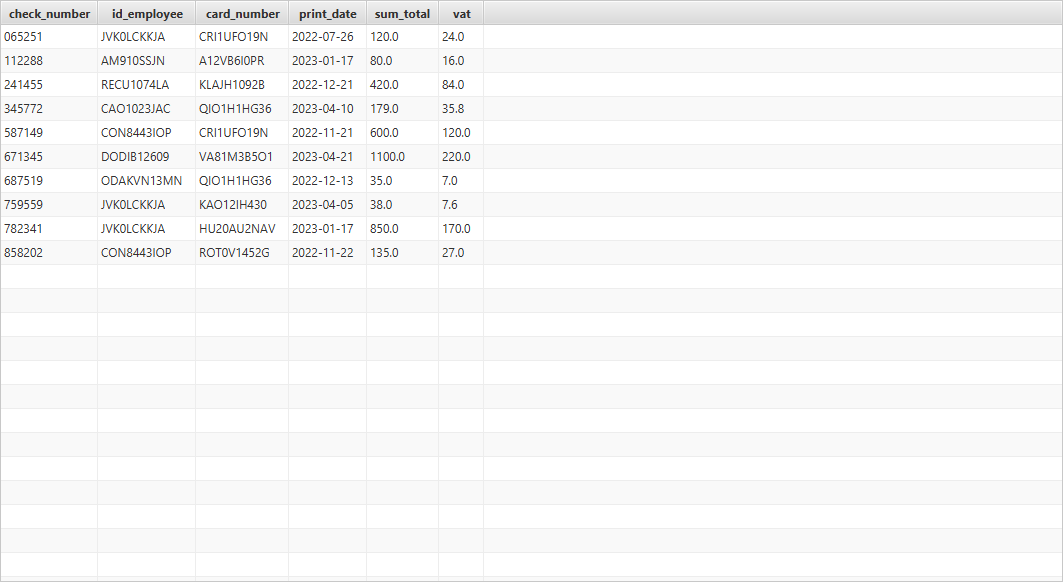 check_number id_employee card_number print_date sum_total vat
065251 JVK0LCKKJA CRI1UFO19N 2022-07-26 120.0 24.0
112288 AM910SSJN A12VB6I0PR 2023-01-17 80.0 16.0
241455 RECU1074LA KLAJH1092B 2022-12-21 420.0 84.0
345772 CAO1023JAC QIO1H1HG36 2023-04-10 179.0 35.8
587149 CON8443IOP CRI1UFO19N 2022-11-21 600.0 120.0
671345 DODIB12609 VA81M3B5O1 2023-04-21 1100.0 220.0
687519 ODAKVN13MN QIO1H1HG36 2022-12-13 35.0 7.0
759559 JVK0LCKKJA KAO12IH430 2023-04-05 38.0 7.6
782341 JVK0LCKKJA HU20AU2NAV 2023-01-17 850.0 170.0
858202 CON8443IOP ROT0V1452G 2022-11-22 135.0 27.0